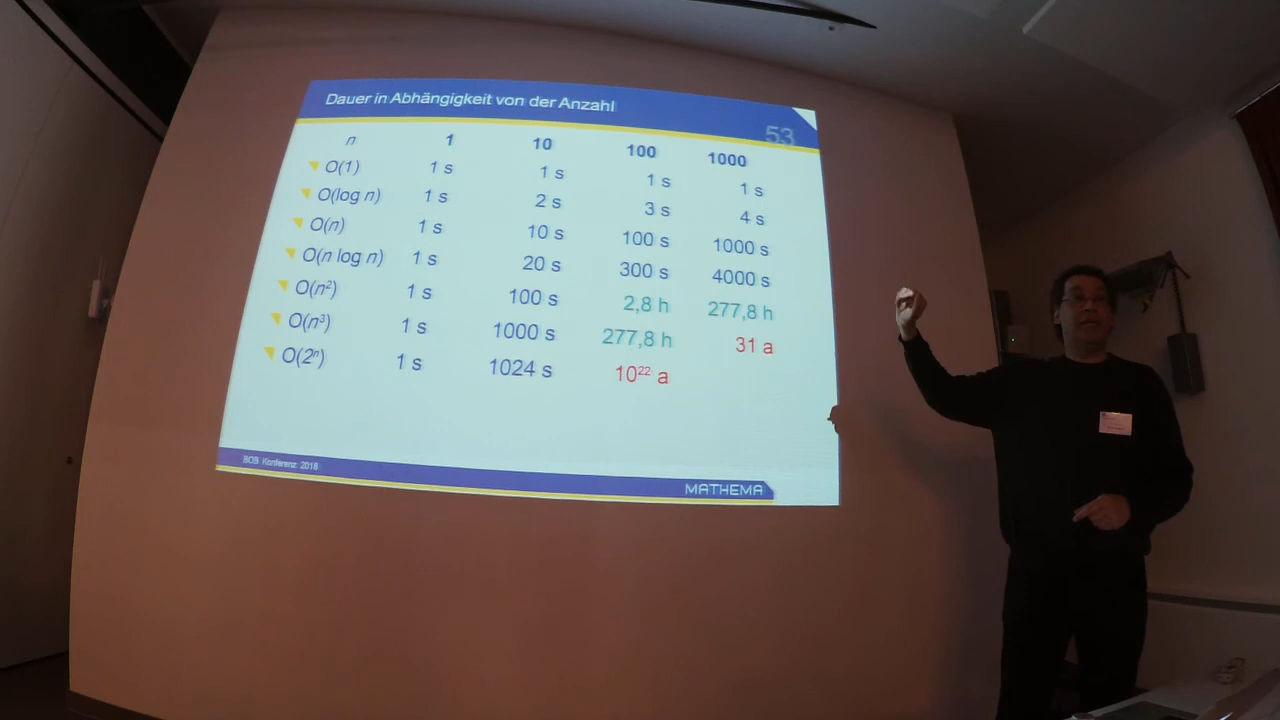 Dauer in Abhängigkeit von der Anzahl
53
n 1 10 100 1000
O(1) 1 s 1 s 1 s 1 s
O(log n) 1 s 2 s 3 s 4 s
O(n) 1 s 10 s 100 s 1000 s
O(n log n) 1 s 20 s 300 s 4000 s
O(n²) 1 s 100 s 2,8 h 277,8 h
O(n³) 1 s 1000 s 277,8 h 31 a
O(2ⁿ) 1 s 1024 s 10²² a
BOB Konferenz 2018
MATHEMA